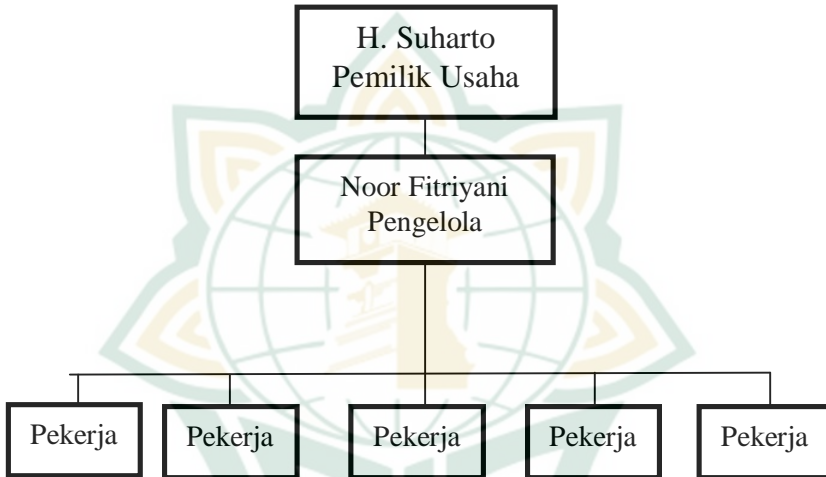 H. Suharto
Pemilik Usaha
Noor Fitriyani
Pengelola
Pekerja
Pekerja
Pekerja
Pekerja
Pekerja